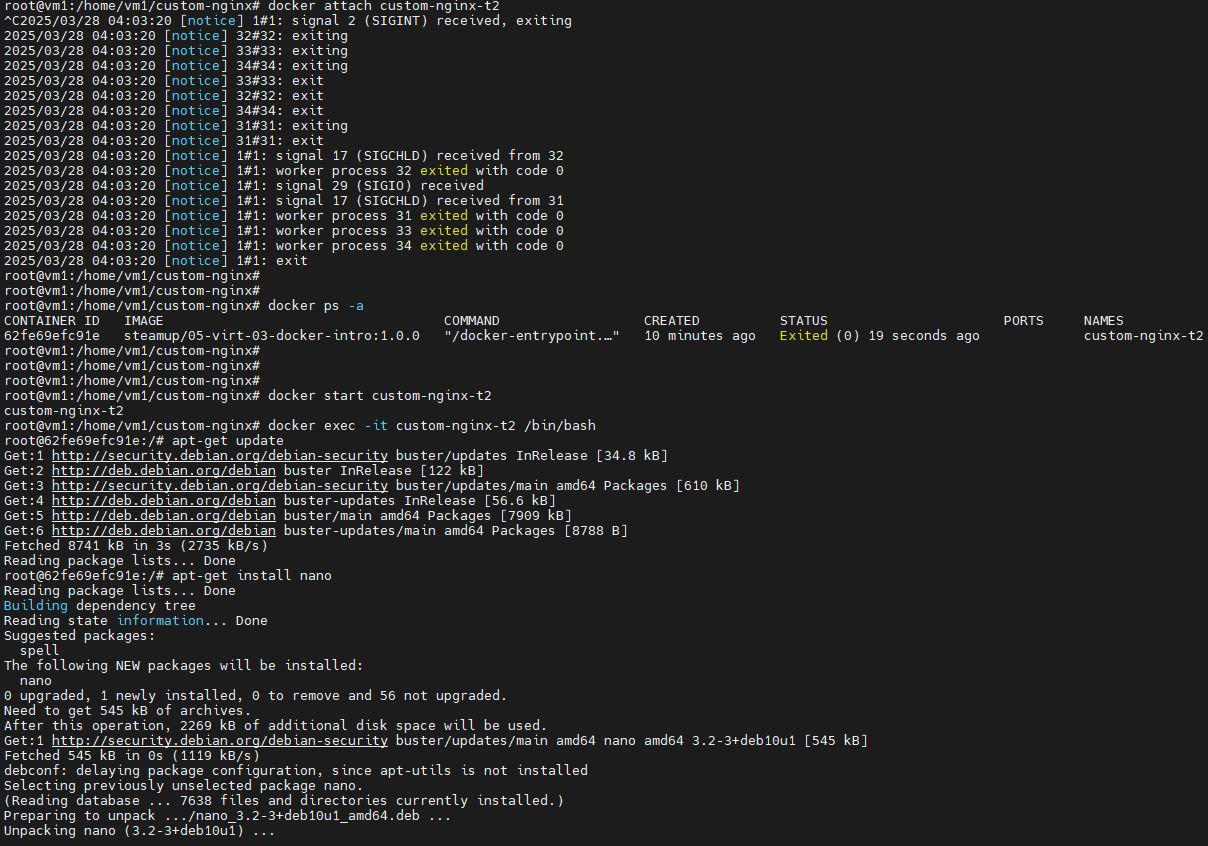 root@vm1:/home/vm1/custom-nginx# docker attach custom-nginx-t2
^C2025/03/28 04:03:20 [notice] 1#1: signal 2 (SIGINT) received, exiting
2025/03/28 04:03:20 [notice] 32#32: exiting
2025/03/28 04:03:20 [notice] 33#33: exiting
2025/03/28 04:03:20 [notice] 34#34: exiting
2025/03/28 04:03:20 [notice] 33#33: exit
2025/03/28 04:03:20 [notice] 32#32: exit
2025/03/28 04:03:20 [notice] 34#34: exit
2025/03/28 04:03:20 [notice] 31#31: exiting
2025/03/28 04:03:20 [notice] 31#31: exit
2025/03/28 04:03:20 [notice] 1#1: signal 17 (SIGCHLD) received from 32
2025/03/28 04:03:20 [notice] 1#1: worker process 32 exited with code 0
2025/03/28 04:03:20 [notice] 1#1: signal 29 (SIGIO) received
2025/03/28 04:03:20 [notice] 1#1: signal 17 (SIGCHLD) received from 31
2025/03/28 04:03:20 [notice] 1#1: worker process 31 exited with code 0
2025/03/28 04:03:20 [notice] 1#1: worker process 33 exited with code 0
2025/03/28 04:03:20 [notice] 1#1: worker process 34 exited with code 0
2025/03/28 04:03:20 [notice] 1#1: exit
root@vm1:/home/vm1/custom-nginx#
root@vm1:/home/vm1/custom-nginx#
root@vm1:/home/vm1/custom-nginx# docker ps -a
CONTAINER ID   IMAGE                                   COMMAND                  CREATED          STATUS                      PORTS     NAMES
62fe69efc91e   steamup/05-virt-03-docker-intro:1.0.0   "/docker-entrypoint.…"   10 minutes ago   Exited (0) 19 seconds ago             custom-nginx-t2
root@vm1:/home/vm1/custom-nginx#
root@vm1:/home/vm1/custom-nginx#
root@vm1:/home/vm1/custom-nginx#
root@vm1:/home/vm1/custom-nginx# docker start custom-nginx-t2
custom-nginx-t2
root@vm1:/home/vm1/custom-nginx# docker exec -it custom-nginx-t2 /bin/bash
root@62fe69efc91e:/# apt-get update
Get:1 http://security.debian.org/debian-security buster/updates InRelease [34.8 kB]
Get:2 http://deb.debian.org/debian buster InRelease [122 kB]
Get:3 http://security.debian.org/debian-security buster/updates/main amd64 Packages [610 kB]
Get:4 http://deb.debian.org/debian buster-updates InRelease [56.6 kB]
Get:5 http://deb.debian.org/debian buster/main amd64 Packages [7909 kB]
Get:6 http://deb.debian.org/debian buster-updates/main amd64 Packages [8788 B]
Fetched 8741 kB in 3s (2735 kB/s)
Reading package lists... Done
root@62fe69efc91e:/# apt-get install nano
Reading package lists... Done
Building dependency tree
Reading state information... Done
Suggested packages:
  spell
The following NEW packages will be installed:
  nano
0 upgraded, 1 newly installed, 0 to remove and 56 not upgraded.
Need to get 545 kB of archives.
After this operation, 2269 kB of additional disk space will be used.
Get:1 http://security.debian.org/debian-security buster/updates/main amd64 nano amd64 3.2-3+deb10u1 [545 kB]
Fetched 545 kB in 0s (1119 kB/s)
debconf: delaying package configuration, since apt-utils is not installed
Selecting previously unselected package nano.
(Reading database ... 7638 files and directories currently installed.)
Preparing to unpack .../nano_3.2-3+deb10u1_amd64.deb ...
Unpacking nano (3.2-3+deb10u1) ...